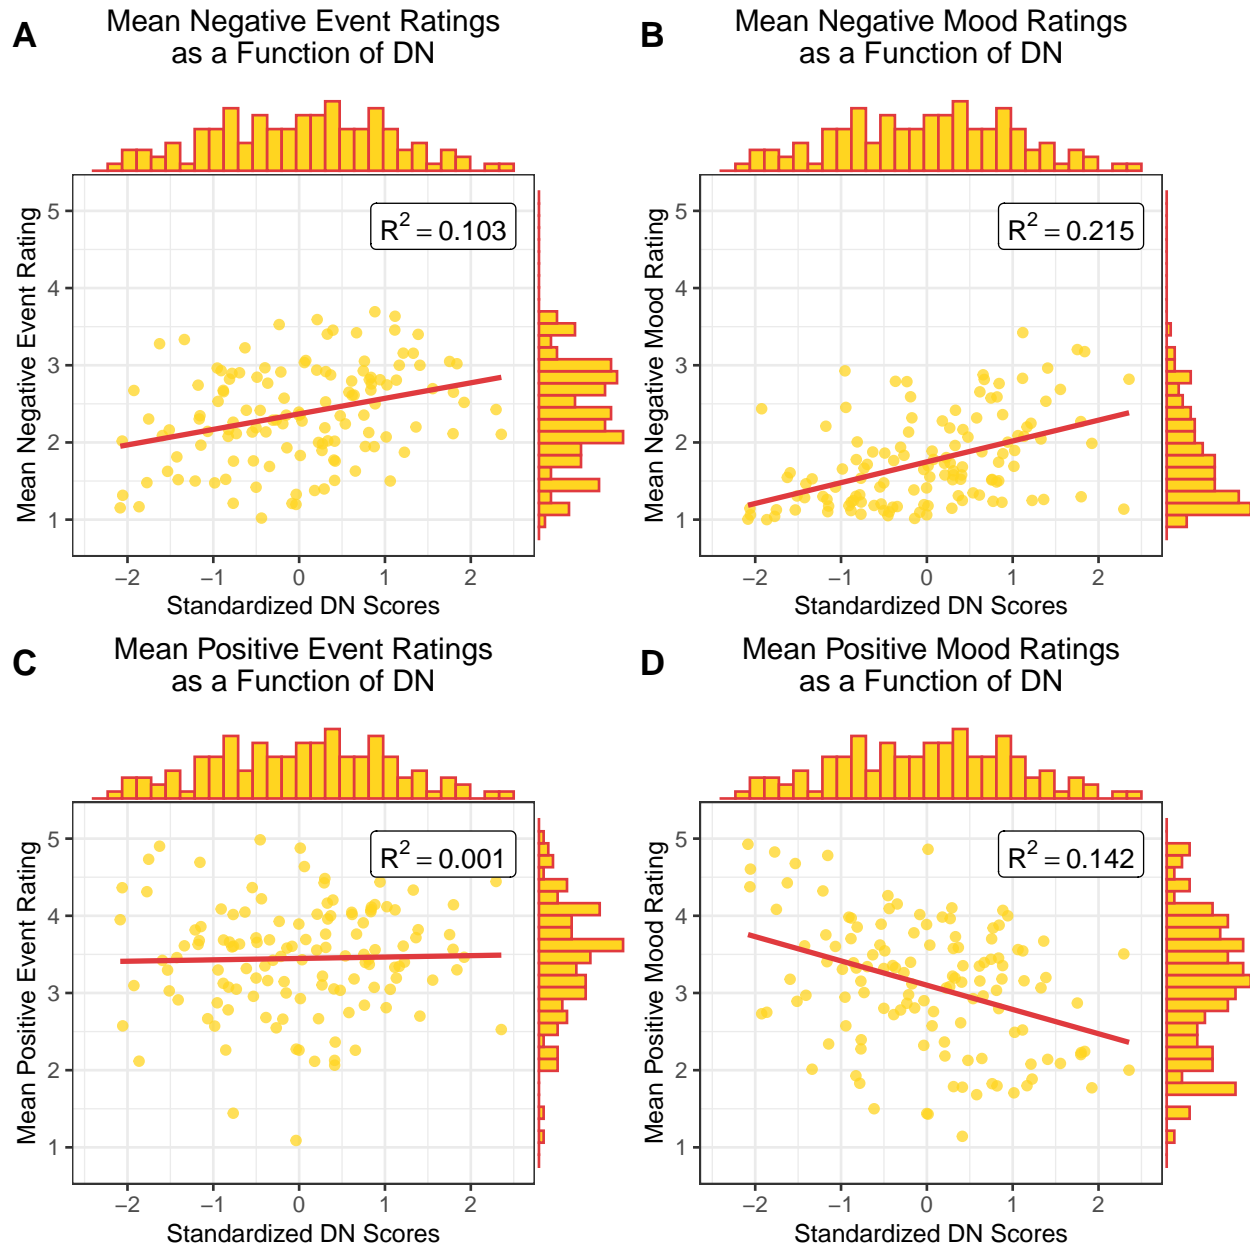 A
Mean Negative Event Ratings
as a Function of DN
R² = 0.103
5
4
3
2
1
Mean Negative Event Rating
−2 −1 0 1 2
Standardized DN Scores
B
Mean Negative Mood Ratings
as a Function of DN
R² = 0.215
5
4
3
2
1
Mean Negative Mood Rating
−2 −1 0 1 2
Standardized DN Scores
C
Mean Positive Event Ratings
as a Function of DN
R² = 0.001
5
4
3
2
1
Mean Positive Event Rating
−2 −1 0 1 2
Standardized DN Scores
D
Mean Positive Mood Ratings
as a Function of DN
R² = 0.142
5
4
3
2
1
Mean Positive Mood Rating
−2 −1 0 1 2
Standardized DN Scores